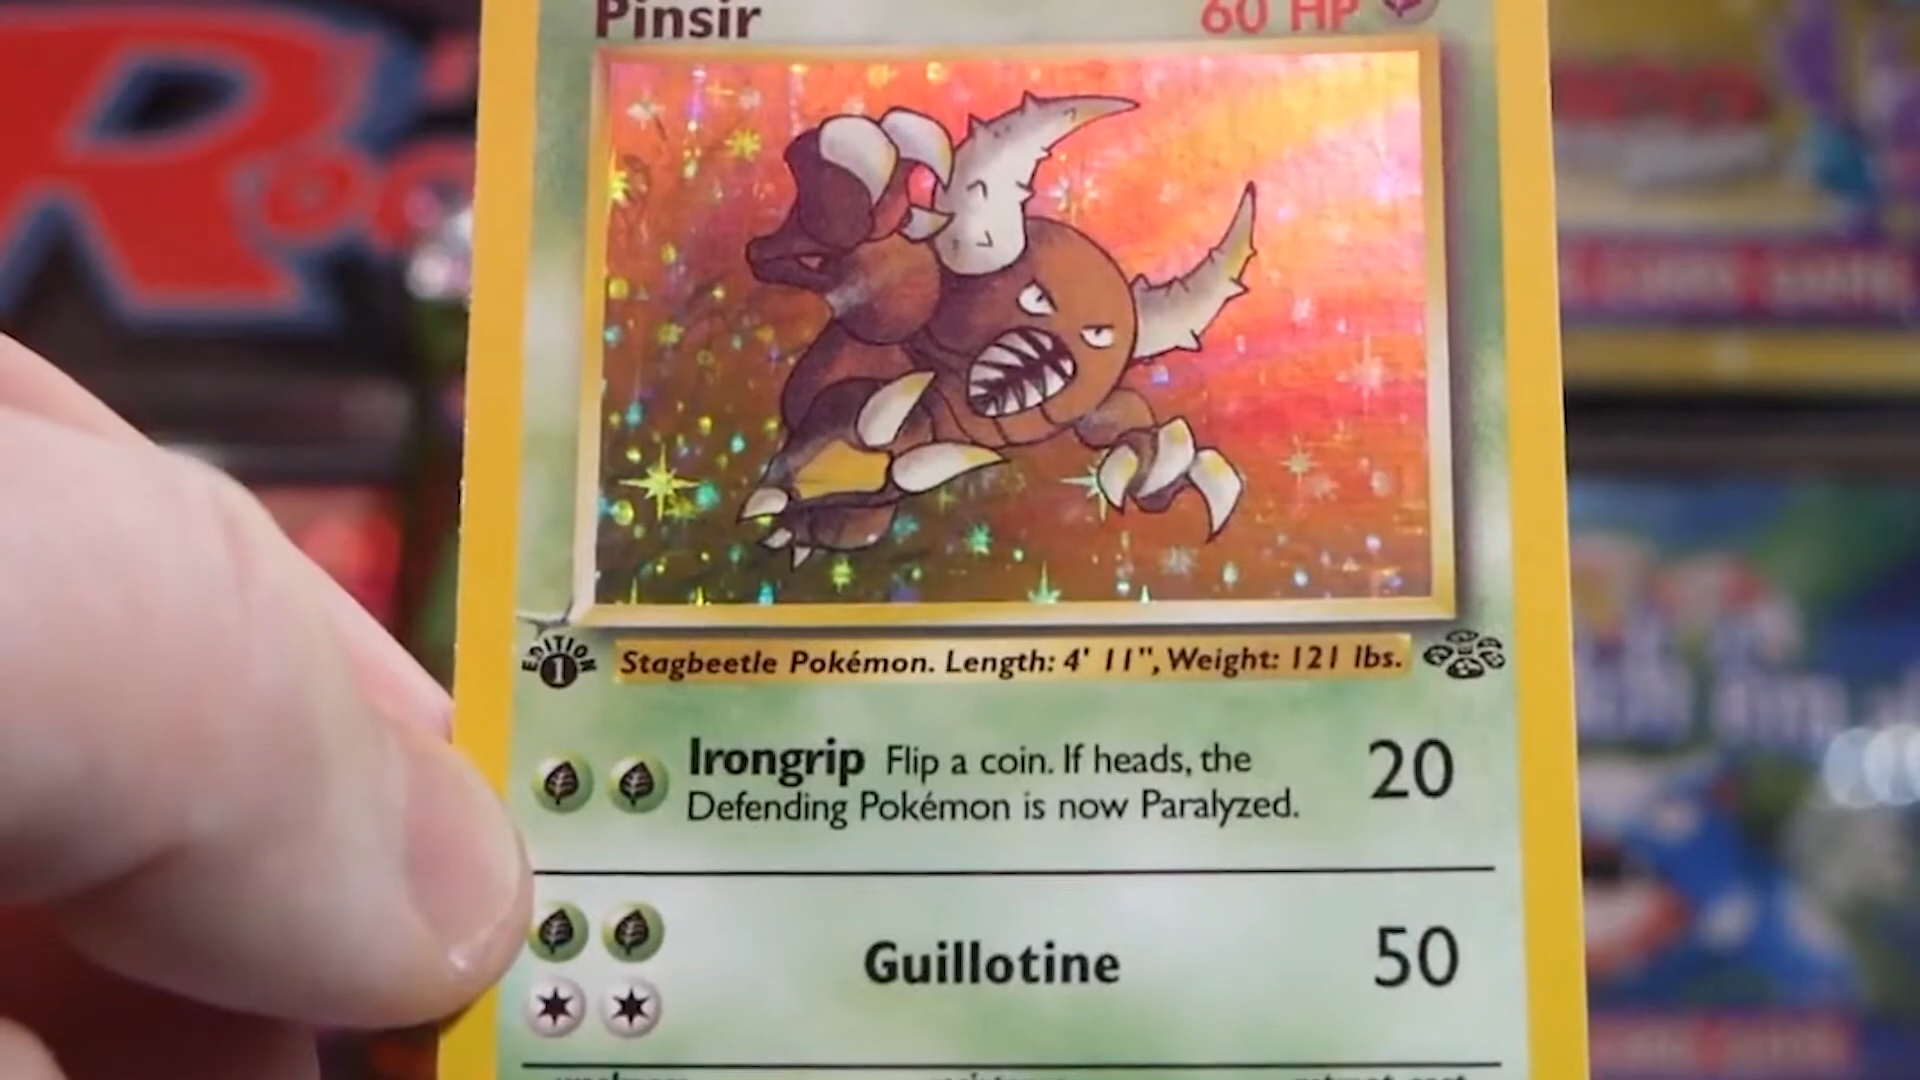 Pinsir 60 HP
EDITION 1
Stagbeetle Pokémon. Length: 4' 11", Weight: 121 lbs.
Irongrip Flip a coin. If heads, the
Defending Pokémon is now Paralyzed.
20
Guillotine 50